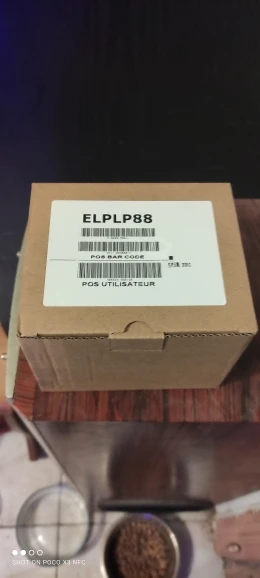 ELPLP88
POS BAR CODE
POS UTILISATEUR
SHOT ON POCO X3 NFC